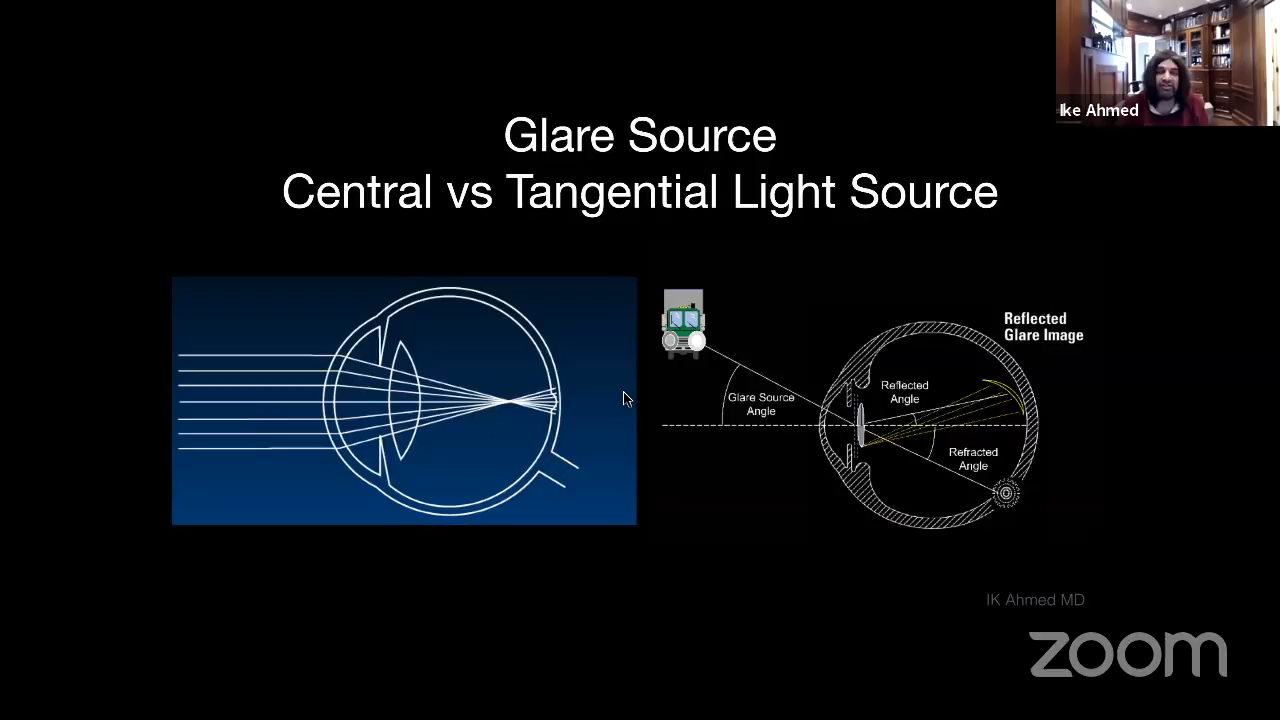 Ike Ahmed
Glare Source
Central vs Tangential Light Source
Reflected
Glare Image
Reflected
Angle
Glare Source
Angle
Refracted
Angle
IK Ahmed MD
zoom